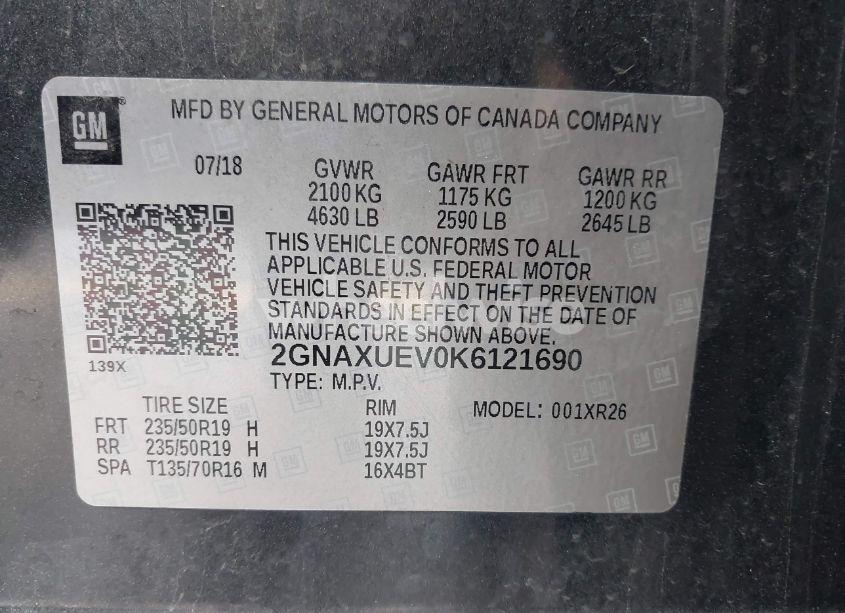 GM
MFD BY GENERAL MOTORS OF CANADA COMPANY
07/18 GVWR GAWR FRT GAWR RR
2100 KG 1175 KG 1200 KG
4630 LB 2590 LB 2645 LB
THIS VEHICLE CONFORMS TO ALL
APPLICABLE U.S. FEDERAL MOTOR
VEHICLE SAFETY AND THEFT PREVENTION
STANDARDS IN EFFECT ON THE DATE OF
MANUFACTURE SHOWN ABOVE.
2GNAXUEV0K6121690
139X
TYPE: M.P.V.
TIRE SIZE RIM MODEL: 001XR26
FRT 235/50R19 H 19X7.5J
RR 235/50R19 H 19X7.5J
SPA T135/70R16 M 16X4BT